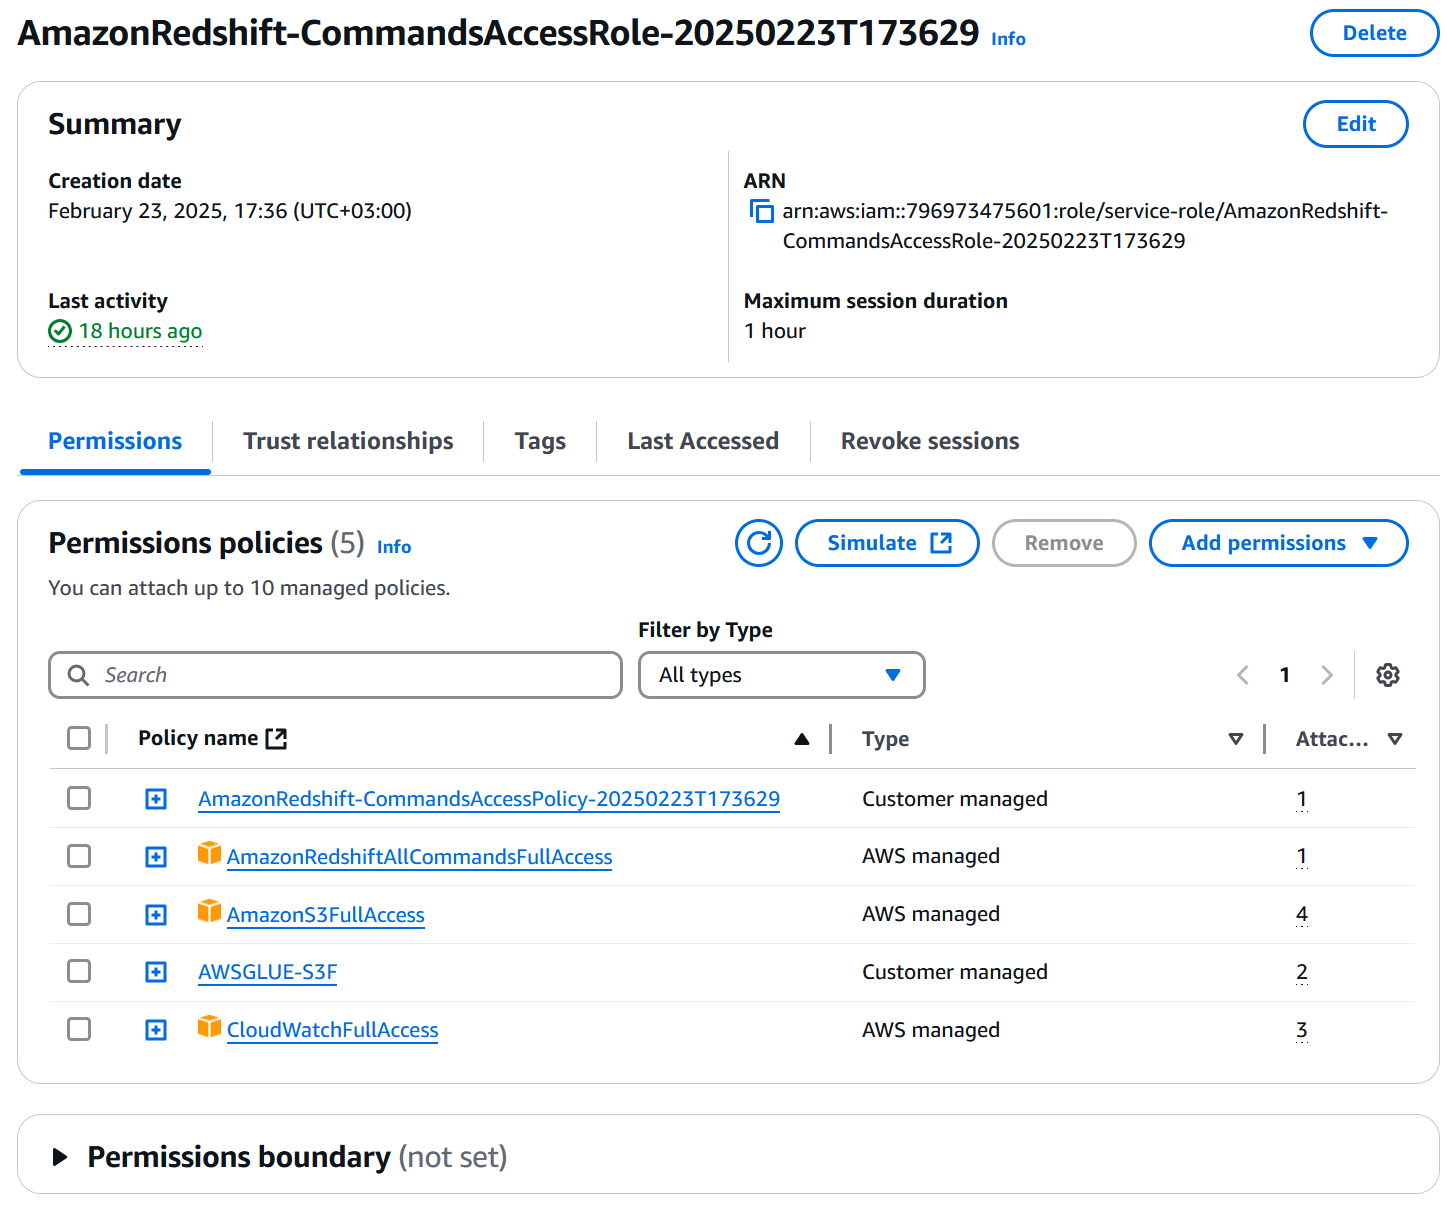 AmazonRedshift-CommandsAccessRole-20250223T173629 Info
Delete
Summary
Edit
Creation date
February 23, 2025, 17:36 (UTC+03:00)
ARN
arn:aws:iam::796973475601:role/service-role/AmazonRedshift-
CommandsAccessRole-20250223T173629
Last activity
18 hours ago
Maximum session duration
1 hour
Permissions
Trust relationships
Tags
Last Accessed
Revoke sessions
Permissions policies (5) Info
Simulate
Remove
Add permissions
You can attach up to 10 managed policies.
Filter by Type
Search
All types
1
Policy name
Type
Attac...
AmazonRedshift-CommandsAccessPolicy-20250223T173629
Customer managed
1
AmazonRedshiftAllCommandsFullAccess
AWS managed
1
AmazonS3FullAccess
AWS managed
4
AWSGLUE-S3F
Customer managed
2
CloudWatchFullAccess
AWS managed
3
Permissions boundary (not set)